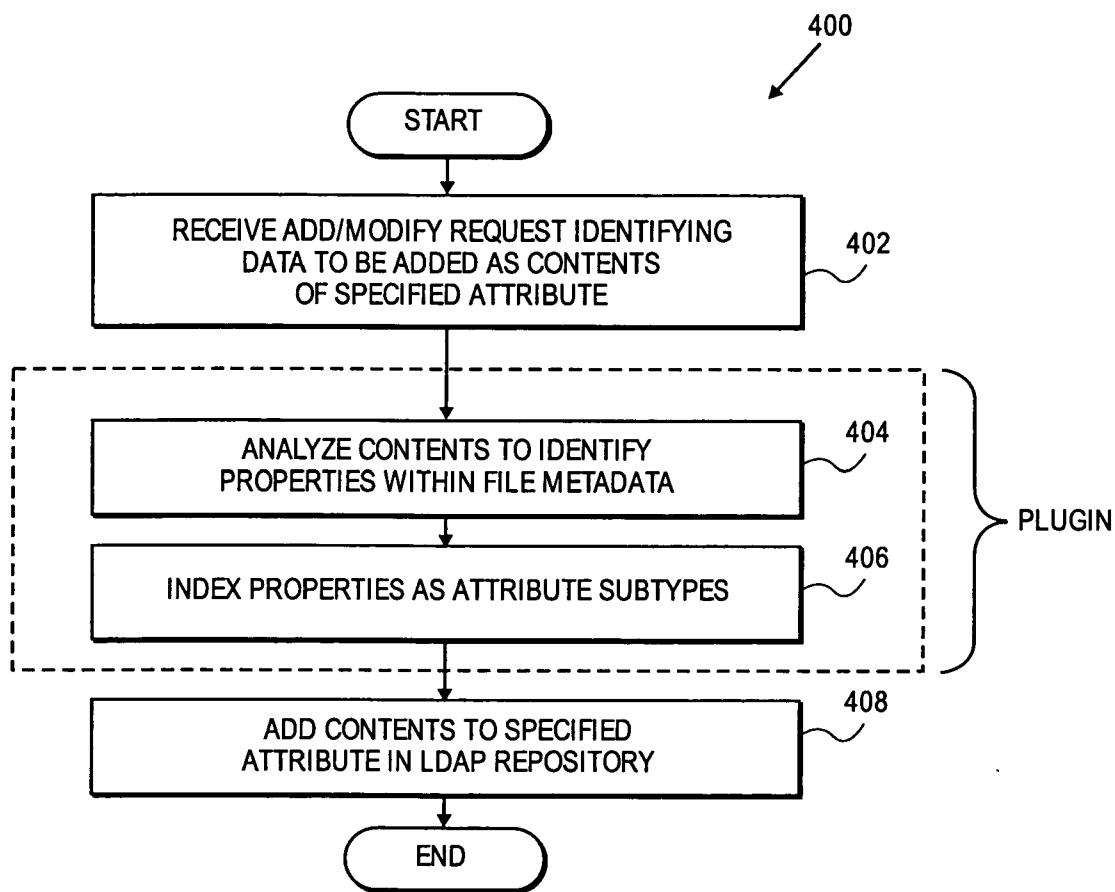 400
START
RECEIVE ADD/MODIFY REQUEST IDENTIFYING
DATA TO BE ADDED AS CONTENTS
OF SPECIFIED ATTRIBUTE
402
ANALYZE CONTENTS TO IDENTIFY
PROPERTIES WITHIN FILE METADATA
404
INDEX PROPERTIES AS ATTRIBUTE SUBTYPES
406
PLUGIN
ADD CONTENTS TO SPECIFIED
ATTRIBUTE IN LDAP REPOSITORY
408
END